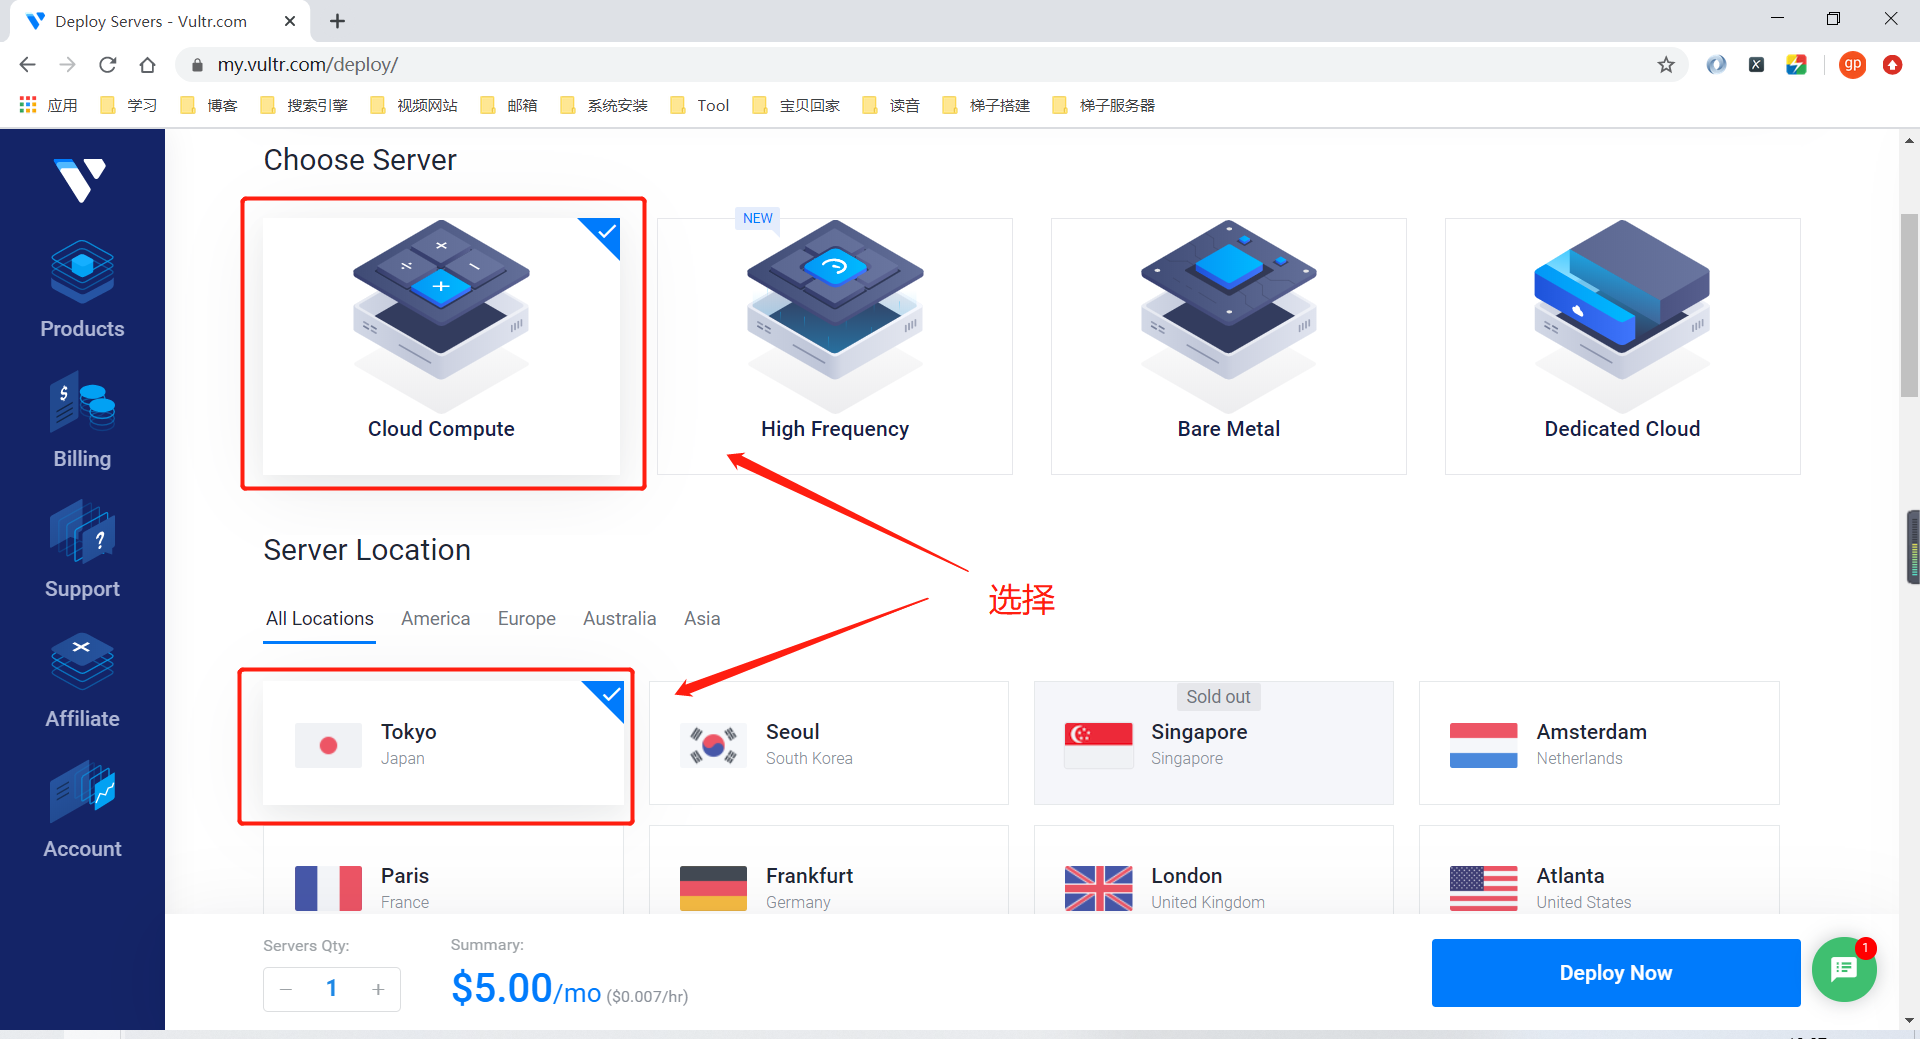 Deploy Servers - Vultr.com
my.vultr.com/deploy/
gp
应用 学习 博客 搜索引擎 视频网站 邮箱 系统安装 Tool 宝贝回家 读音 梯子搭建 梯子服务器
Choose Server
NEW
Cloud Compute High Frequency Bare Metal Dedicated Cloud
Products
Billing
Support
Affiliate
Account
Server Location
选择
All Locations America Europe Australia Asia
Sold out
Tokyo Seoul Singapore Amsterdam
Japan South Korea Singapore Netherlands
Paris Frankfurt London Atlanta
France Germany United Kingdom United States
Servers Qty: Summary:
− 1 + $5.00/mo ($0.007/hr)
Deploy Now
1